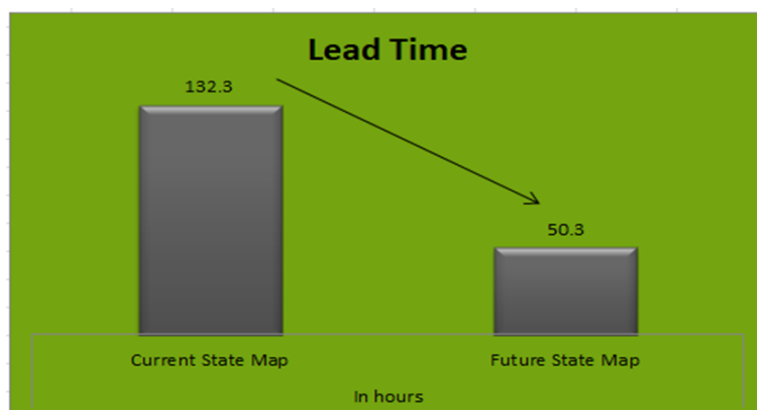 Lead Time
132.3
50.3
Current State Map
Future State Map
In hours